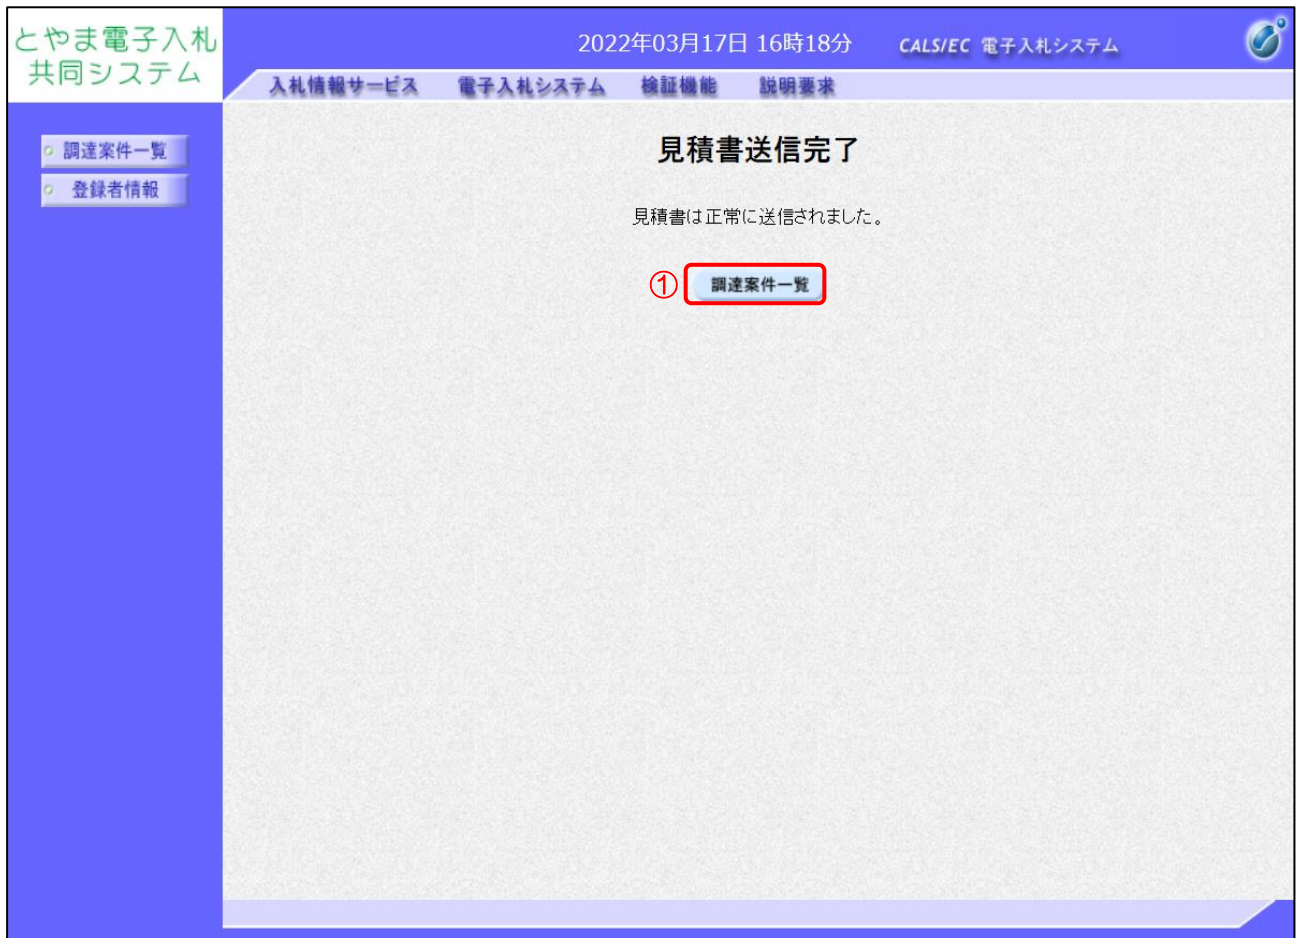 とやま電子入札
共同システム
2022年03月17日 16時18分
CALS/EC 電子入札システム
入札情報サービス 電子入札システム 検証機能 説明要求
調達案件一覧
登録者情報
見積書送信完了
見積書は正常に送信されました。
① 調達案件一覧